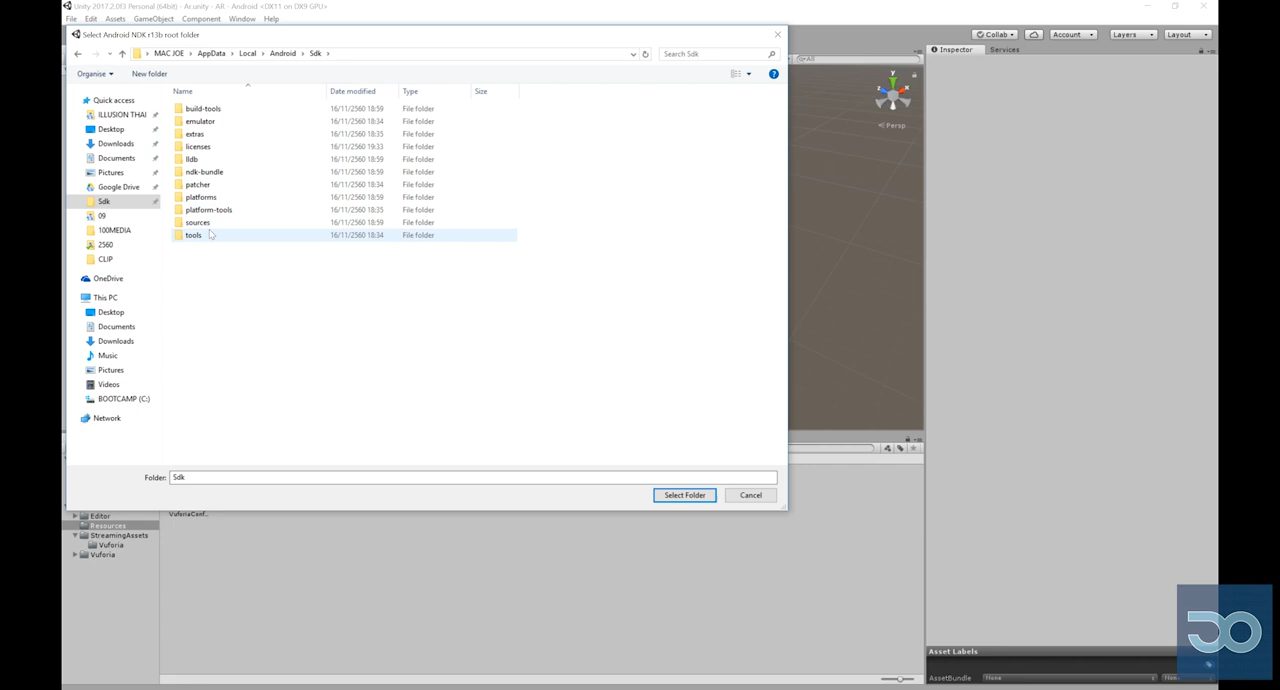 Unity 2017.2.0f3 Personal (64bit) - Ar.unity - AR - Android <DX11 on DX9 GPU>
File Edit Assets GameObject Component Window Help
Select Android NDK r13b root folder
Collab Account Layers Layout
MAC JOE AppData Local Android Sdk Search Sdk
Inspector Services
All
Organise New folder
Name Date modified Type Size
Quick access
ILLUSION THAI
Desktop
Downloads
Documents
Pictures
Google Drive
Sdk
09
100MEDIA
2560
CLIP
OneDrive
This PC
Desktop
Documents
Downloads
Music
Pictures
Videos
BOOTCAMP (C:)
Network
build-tools 16/11/2560 18:59 File folder
emulator 16/11/2560 18:34 File folder
extras 16/11/2560 18:35 File folder
licenses 16/11/2560 19:33 File folder
lldb 16/11/2560 18:59 File folder
ndk-bundle 16/11/2560 18:59 File folder
patcher 16/11/2560 18:34 File folder
platforms 16/11/2560 18:59 File folder
platform-tools 16/11/2560 18:35 File folder
sources 16/11/2560 18:59 File folder
tools 16/11/2560 18:34 File folder
y
x
z
< Persp
Folder: Sdk
Select Folder Cancel
Editor
Resources
StreamingAssets
Vuforia
Vuforia
VuforiaConf..
Asset Labels
AssetBundle None